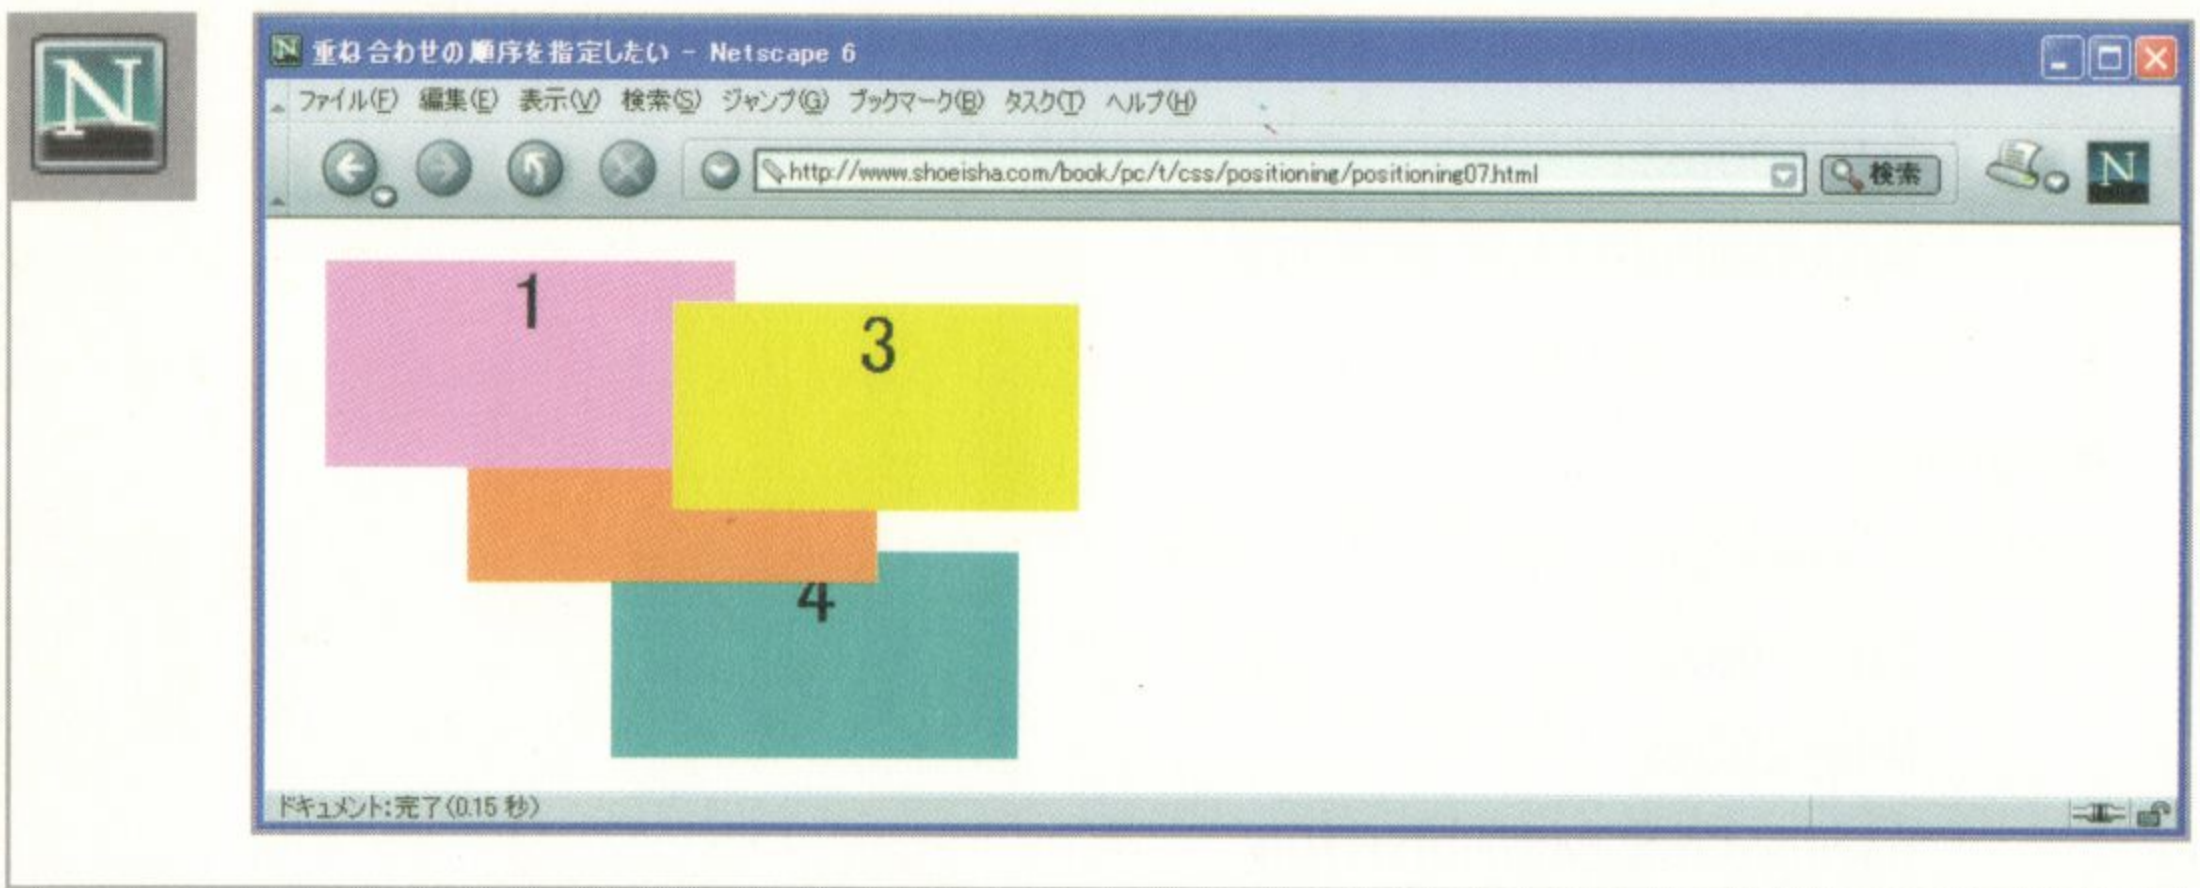 N
重ね合わせの順序を指定したい - Netscape 6
ファイル(F) 編集(E) 表示(V) 検索(S) ジャンプ(G) ブックマーク(B) タスク(T) ヘルプ(H)
http://www.shoeisha.com/book/pc/t/css/positioning/positioning07.html 検索 N
1
3
4
ドキュメント:完了(0.15 秒)